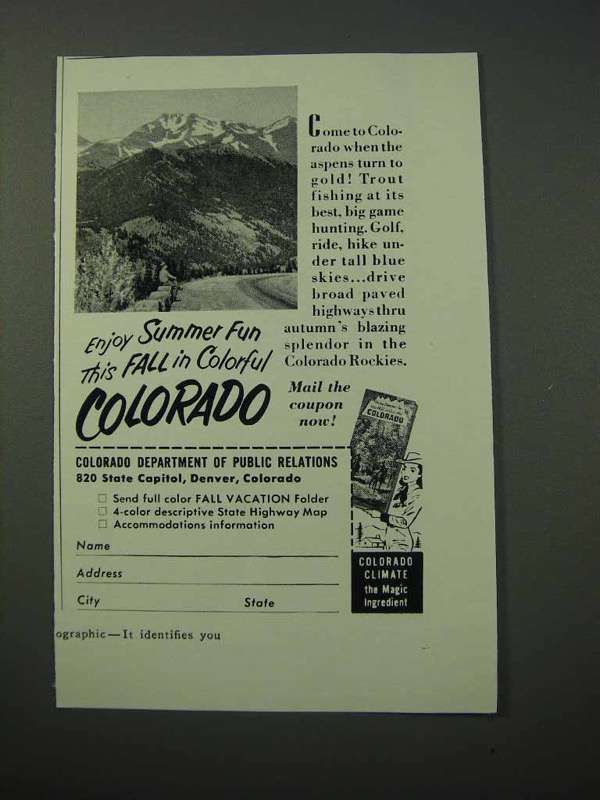 Come to Colo-
rado when the
aspens turn to
gold! Trout
fishing at its
best, big game
hunting. Golf,
ride, hike un-
der tall blue
skies...drive
broad paved
highways thru
autumn's blazing
splendor in the
Colorado Rockies.
Enjoy Summer Fun
This FALL in Colorful
COLORADO
Mail the
coupon
now!
COLORADO
COLORADO DEPARTMENT OF PUBLIC RELATIONS
820 State Capitol, Denver, Colorado
Send full color FALL VACATION Folder
4-color descriptive State Highway Map
Accommodations information
Name
Address
City State
COLORADO
CLIMATE
the Magic
Ingredient
ographic—It identifies you